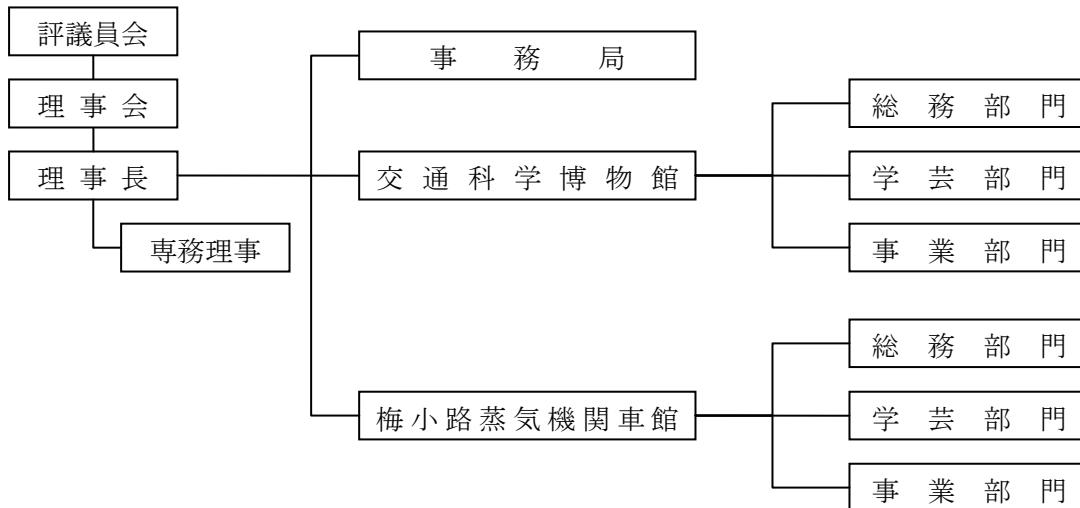 評議員会
理事会
理事長
専務理事
事務局
交通科学博物館
総務部門
学芸部門
事業部門
梅小路蒸気機関車館
総務部門
学芸部門
事業部門